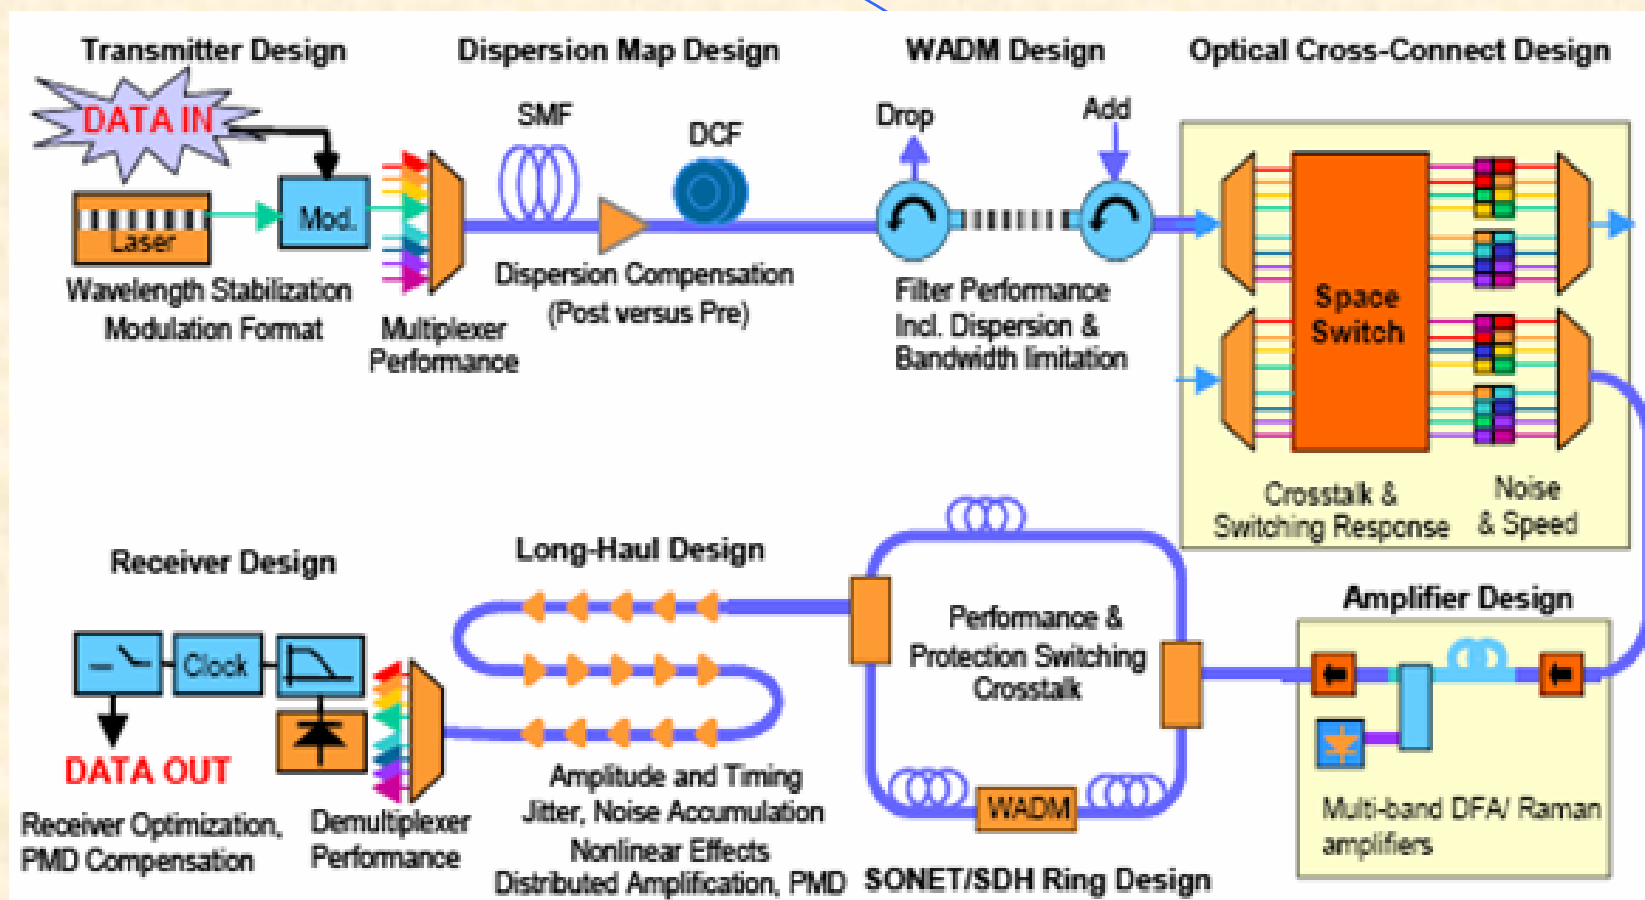 Transmitter Design
DATA IN
Laser
Mod.
Wavelength Stabilization
Modulation Format
Multiplexer
Performance
Dispersion Map Design
SMF
DCF
Dispersion Compensation
(Post versus Pre)
WADM Design
Drop
Add
Filter Performance
Incl. Dispersion &
Bandwidth limitation
Optical Cross-Connect Design
Space
Switch
Crosstalk &
Switching Response
Noise
& Speed
Receiver Design
Clock
DATA OUT
Receiver Optimization,
PMD Compensation
Demultiplexer
Performance
Long-Haul Design
Amplitude and Timing
Jitter, Noise Accumulation
Nonlinear Effects
Distributed Amplification, PMD
Performance &
Protection Switching
Crosstalk
WADM
SONET/SDH Ring Design
Amplifier Design
Multi-band DFA/ Raman
amplifiers